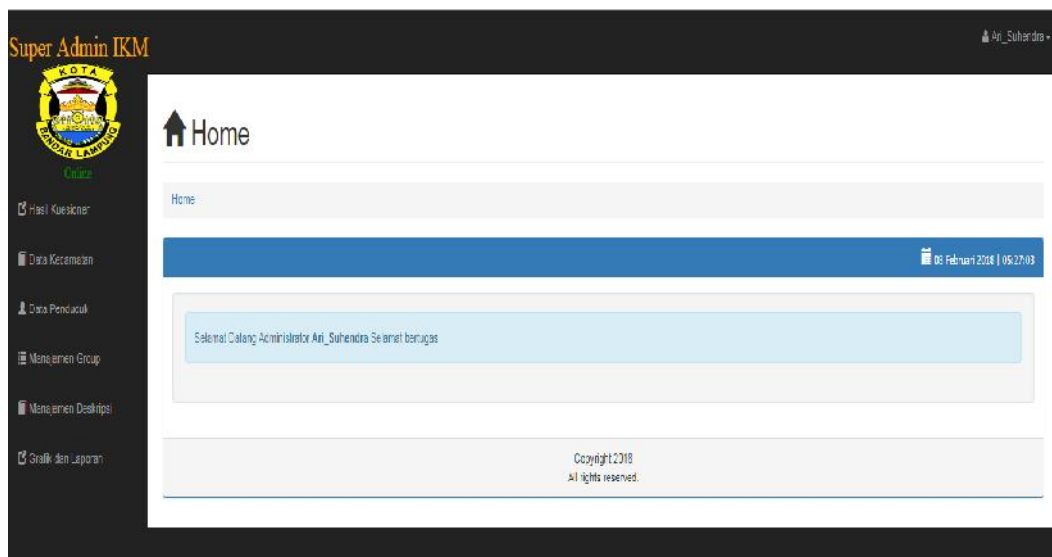 Super Admin IKM
Ari_Suhendra
KOTA
BANDAR LAMPUNG
Online
Home
Home
Hasil Kuesioner
Data Kecamatan
Data Penduduk
Manajemen Group
Manajemen Deskripsi
Grafik dan Laporan
08 Februari 2018 | 05:27:03
Selamat Datang Administrator Ari_Suhendra Selamat bertugas
Copyright 2018
All rights reserved.